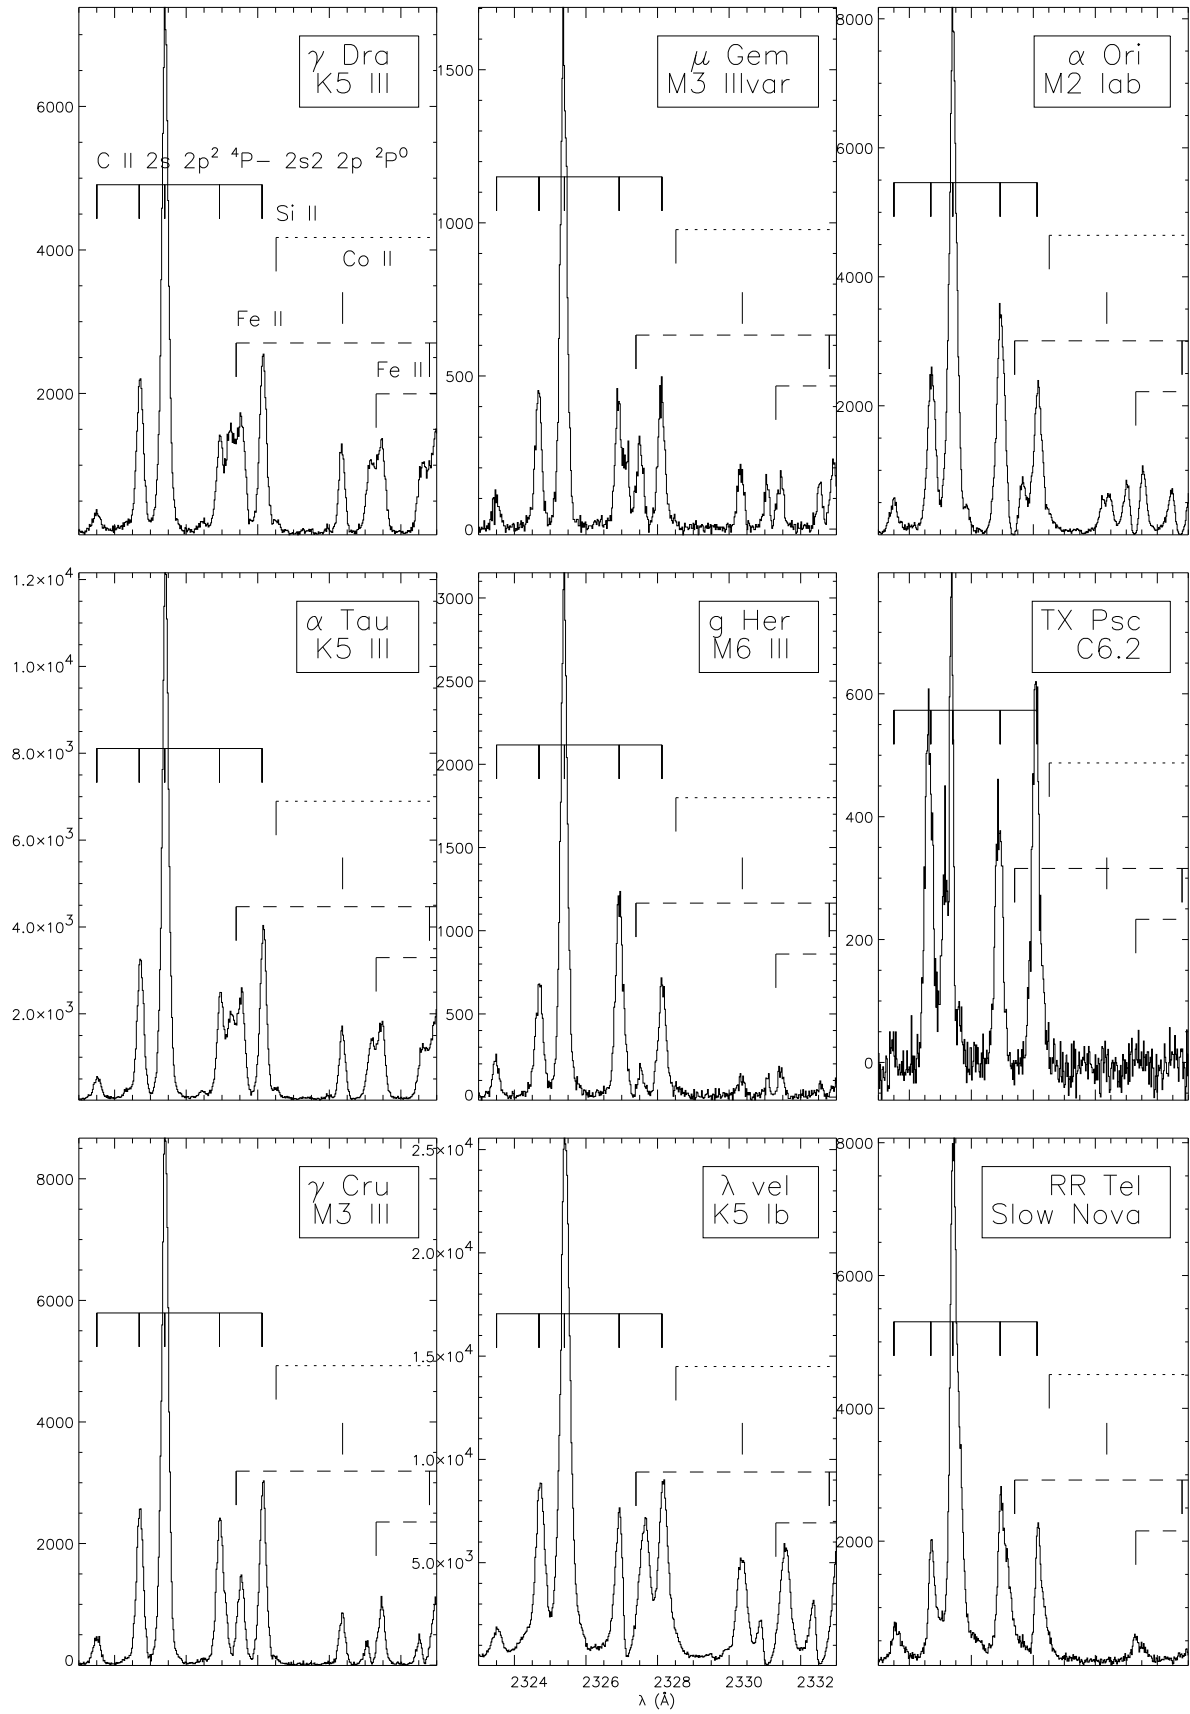 γ Dra
K5 III
6000
C II 2s 2p² ⁴P– 2s2 2p ²P⁰
Si II
4000
Co II
Fe II
Fe II
2000
μ Gem
M3 IIIvar
1500
1000
500
0
α Ori
M2 Iab
8000
6000
4000
2000
α Tau
K5 III
1.2×10⁴
1.0×10⁴
8.0×10³
6.0×10³
4.0×10³
2.0×10³
g Her
M6 III
3000
2500
2000
1500
1000
500
0
TX Psc
C6.2
600
400
200
0
γ Cru
M3 III
8000
6000
4000
2000
0
λ vel
K5 Ib
2.5×10⁴
2.0×10⁴
1.5×10⁴
1.0×10⁴
5.0×10³
2324 2326 2328 2330 2332
λ (Å)
RR Tel
Slow Nova
8000
6000
4000
2000